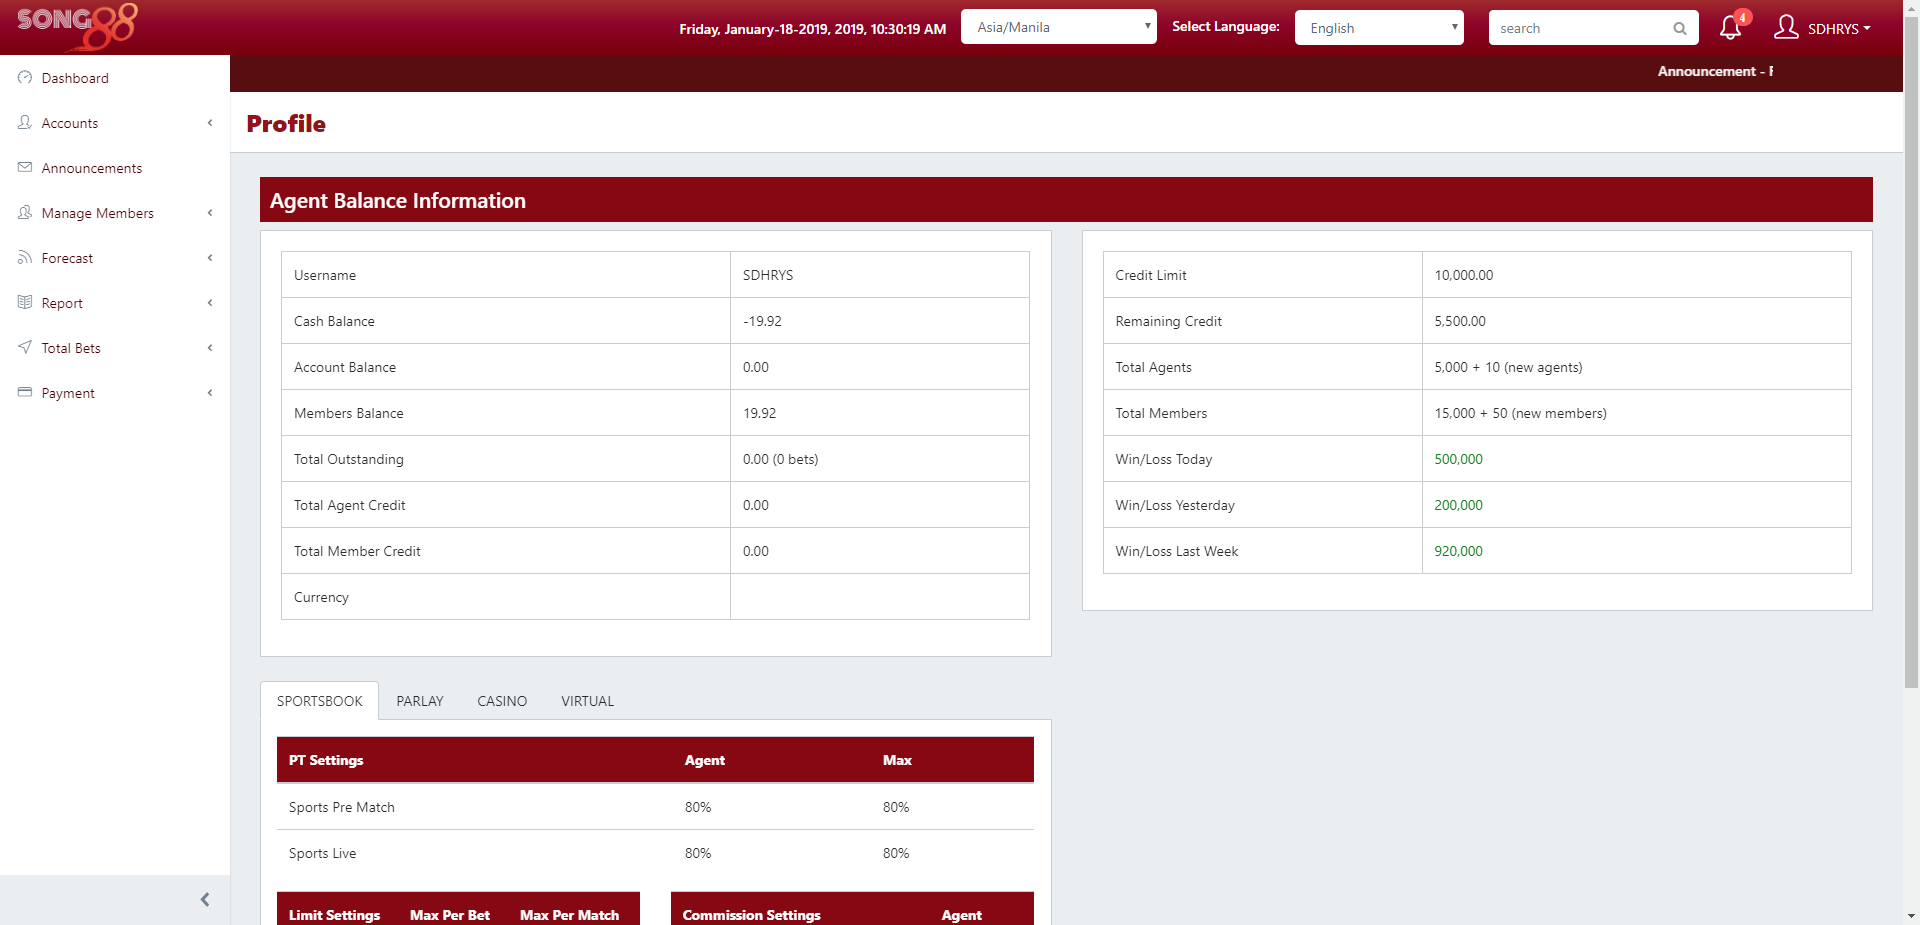 SONG88
Friday, January-18-2019, 2019, 10:30:19 AM
Asia/Manila
Select Language:
English
search
4
SDHRYS
Announcement -
Dashboard
Accounts
Announcements
Manage Members
Forecast
Report
Total Bets
Payment
Profile
Agent Balance Information
Username SDHRYS
Cash Balance -19.92
Account Balance 0.00
Members Balance 19.92
Total Outstanding 0.00 (0 bets)
Total Agent Credit 0.00
Total Member Credit 0.00
Currency
Credit Limit 10,000.00
Remaining Credit 5,500.00
Total Agents 5,000 + 10 (new agents)
Total Members 15,000 + 50 (new members)
Win/Loss Today 500,000
Win/Loss Yesterday 200,000
Win/Loss Last Week 920,000
SPORTSBOOK PARLAY CASINO VIRTUAL
PT Settings Agent Max
Sports Pre Match 80% 80%
Sports Live 80% 80%
Limit Settings Max Per Bet Max Per Match
Commission Settings Agent